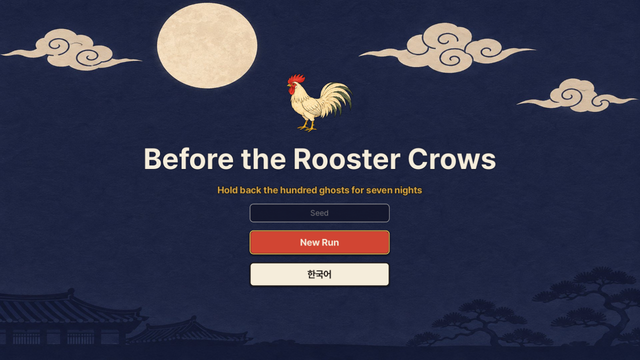 Before the Rooster Crows
Hold back the hundred ghosts for seven nights
Seed
New Run
한국어